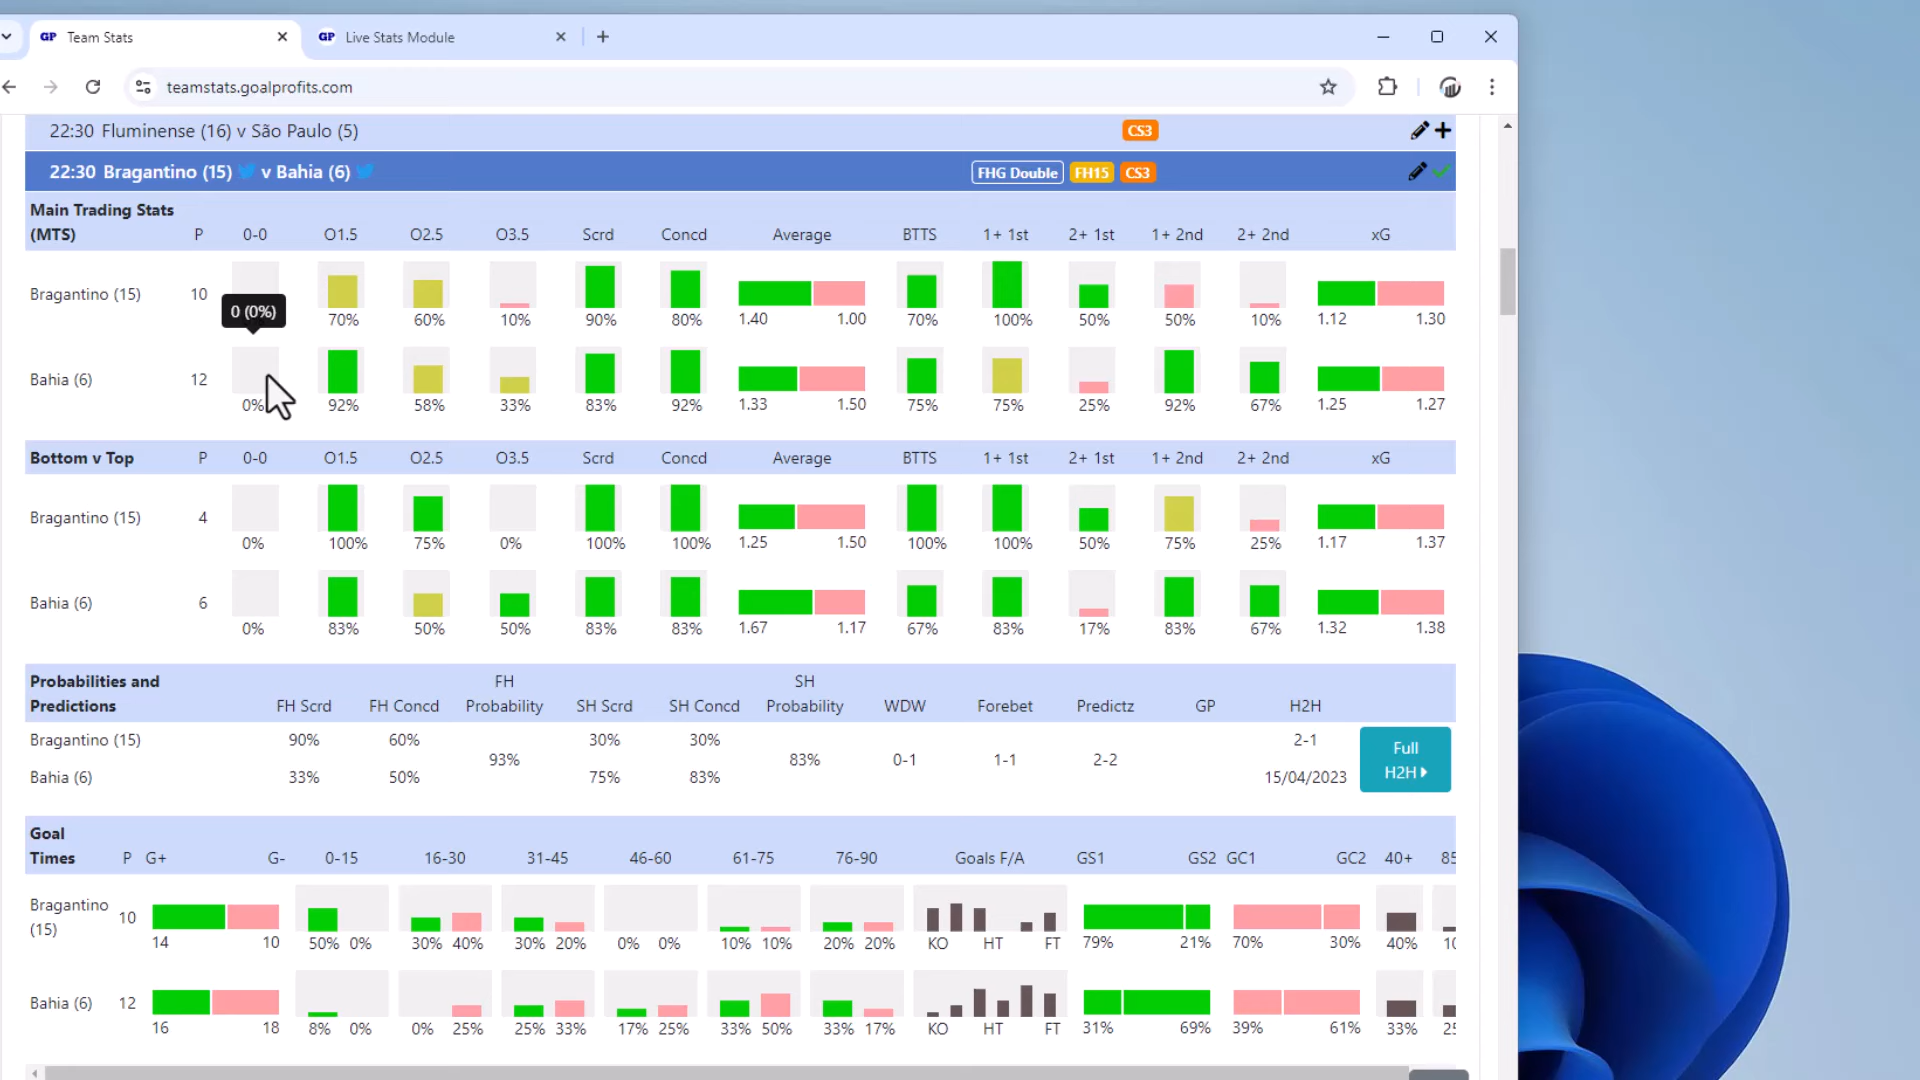 GP Team Stats
GP Live Stats Module
teamstats.goalprofits.com
22:30 Fluminense (16) v São Paulo (5) CS3
22:30 Bragantino (15) v Bahia (6) FHG Double FH15 CS3
Main Trading Stats
(MTS) P 0-0 O1.5 O2.5 O3.5 Scrd Concd Average BTTS 1+ 1st 2+ 1st 1+ 2nd 2+ 2nd xG
Bragantino (15) 10
0 (0%) 70% 60% 10% 90% 80% 1.40 1.00 70% 100% 50% 50% 10% 1.12 1.30
Bahia (6) 12
0% 92% 58% 33% 83% 92% 1.33 1.50 75% 75% 25% 92% 67% 1.25 1.27
Bottom v Top P 0-0 O1.5 O2.5 O3.5 Scrd Concd Average BTTS 1+ 1st 2+ 1st 1+ 2nd 2+ 2nd xG
Bragantino (15) 4
0% 100% 75% 0% 100% 100% 1.25 1.50 100% 100% 50% 75% 25% 1.17 1.37
Bahia (6) 6
0% 83% 50% 50% 83% 83% 1.67 1.17 67% 83% 17% 83% 67% 1.32 1.38
Probabilities and FH SH
Predictions FH Scrd FH Concd Probability SH Scrd SH Concd Probability WDW Forebet Predictz GP H2H
Bragantino (15) 90% 60% 30% 30% 2-1 Full
93% 83% 0-1 1-1 2-2
Bahia (6) 33% 50% 75% 83% 15/04/2023 H2H
Goal
Times P G+ G- 0-15 16-30 31-45 46-60 61-75 76-90 Goals F/A GS1 GS2 GC1 GC2 40+ 85
Bragantino 10
(15) 14 10 50% 0% 30% 40% 30% 20% 0% 0% 10% 10% 20% 20% KO HT FT 79% 21% 70% 30% 40% 10
Bahia (6) 12
16 18 8% 0% 0% 25% 25% 33% 17% 25% 33% 50% 33% 17% KO HT FT 31% 69% 39% 61% 33% 25